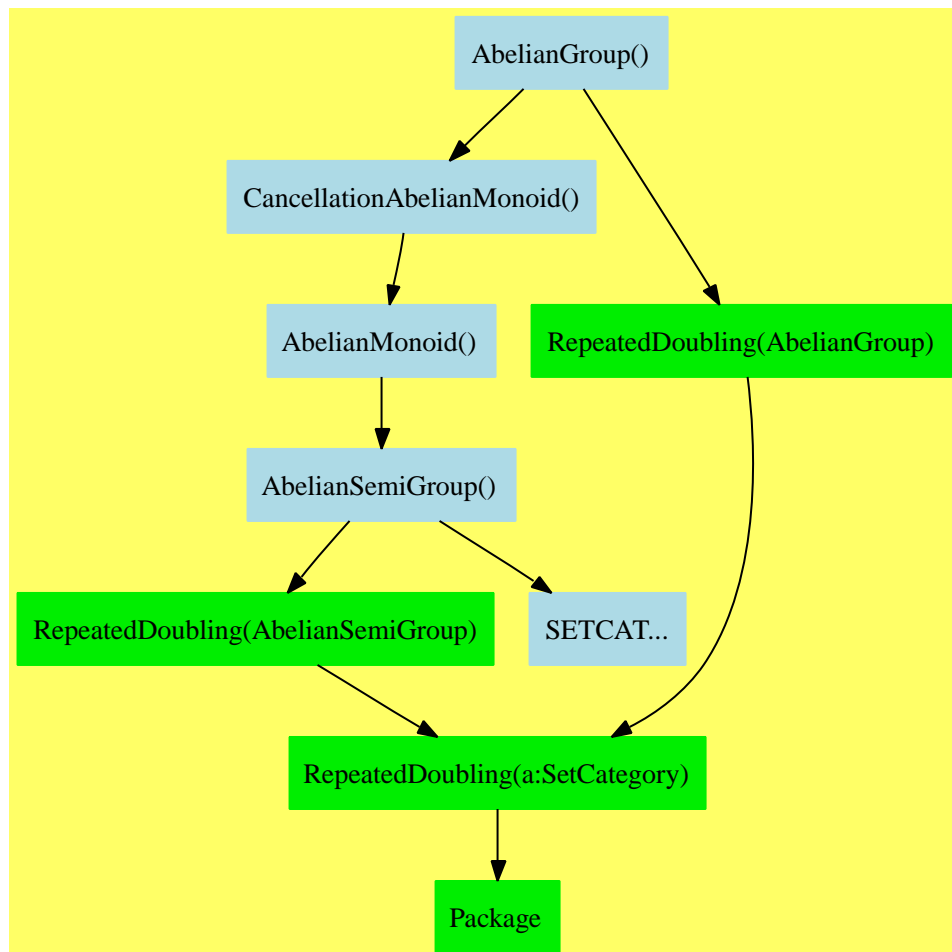 AbelianGroup()
CancellationAbelianMonoid()
AbelianMonoid()
RepeatedDoubling(AbelianGroup)
AbelianSemiGroup()
RepeatedDoubling(AbelianSemiGroup)
SETCAT...
RepeatedDoubling(a:SetCategory)
Package